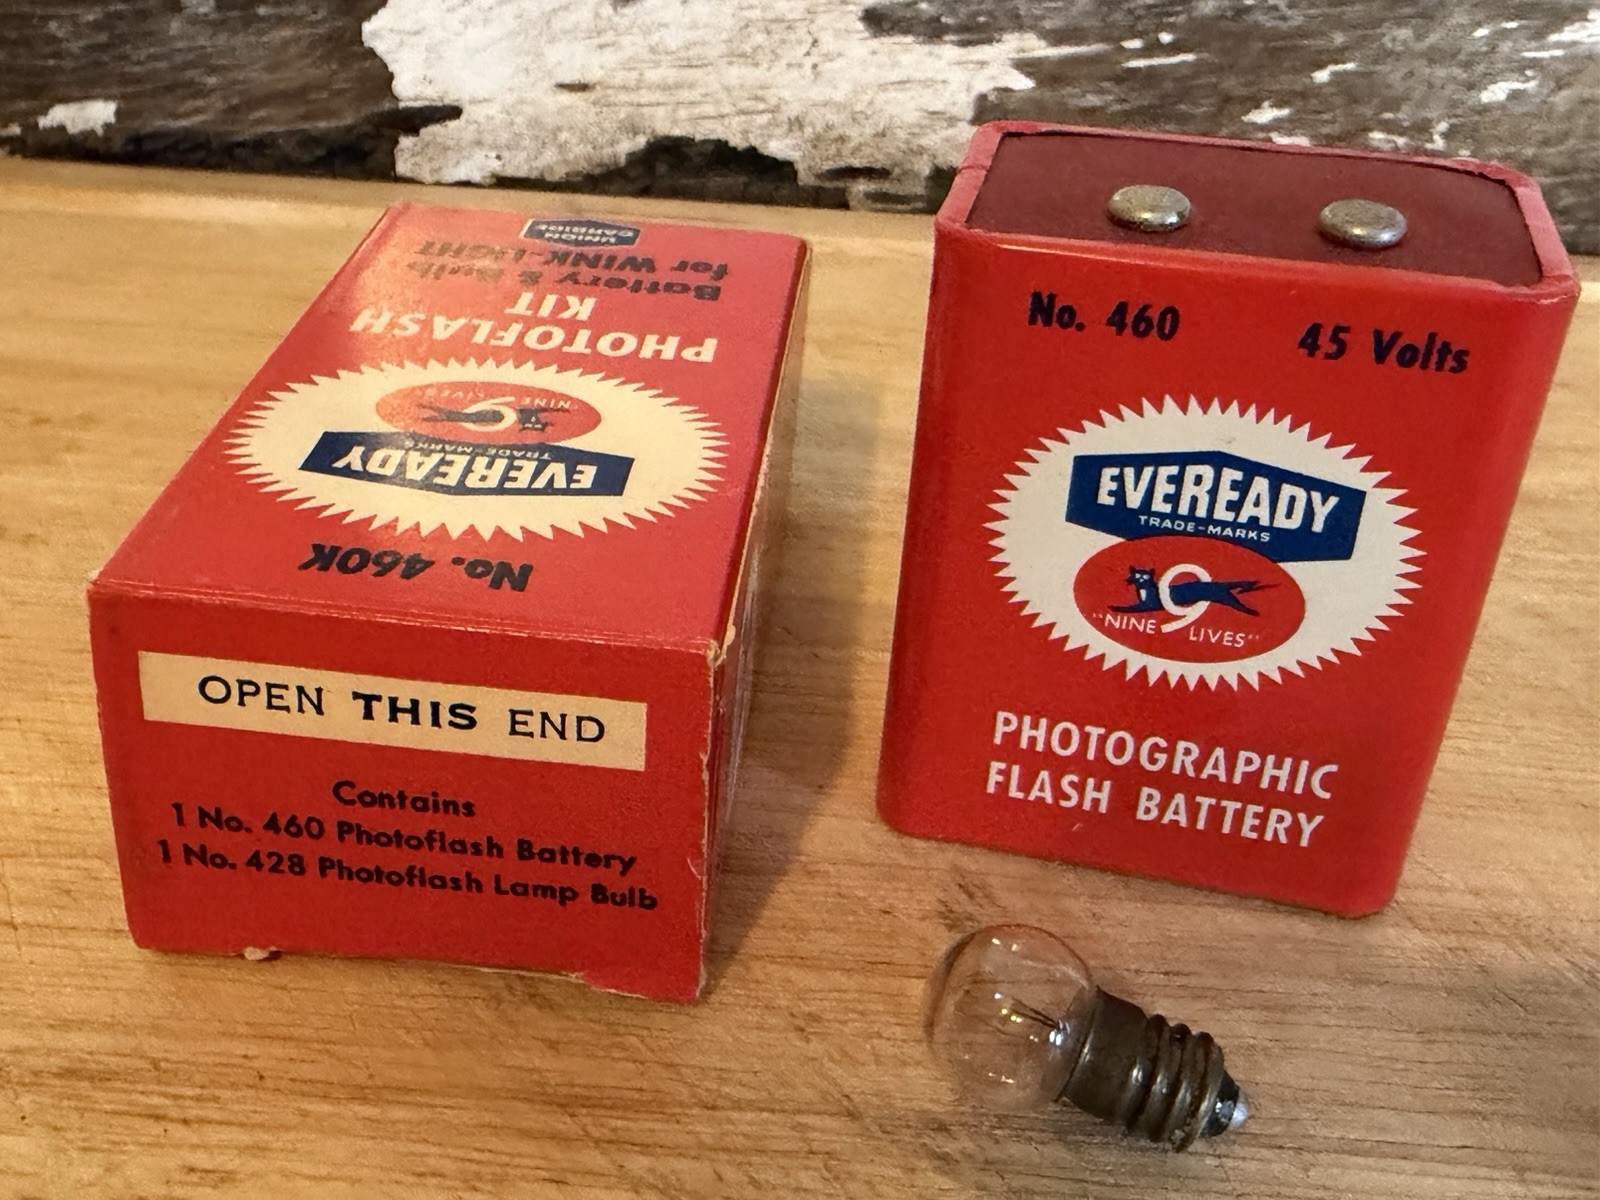 No. 460K
EVEREADY
TRADE-MARKS
9
"NINE LIVES"
PHOTOFLASH
KIT
Battery & Bulb
for WINK-LIGHT
UNION
CARBIDE
OPEN THIS END
Contains
1 No. 460 Photoflash Battery
1 No. 428 Photoflash Lamp Bulb
No. 460 45 Volts
EVEREADY
TRADE-MARKS
9
"NINE LIVES"
PHOTOGRAPHIC
FLASH BATTERY